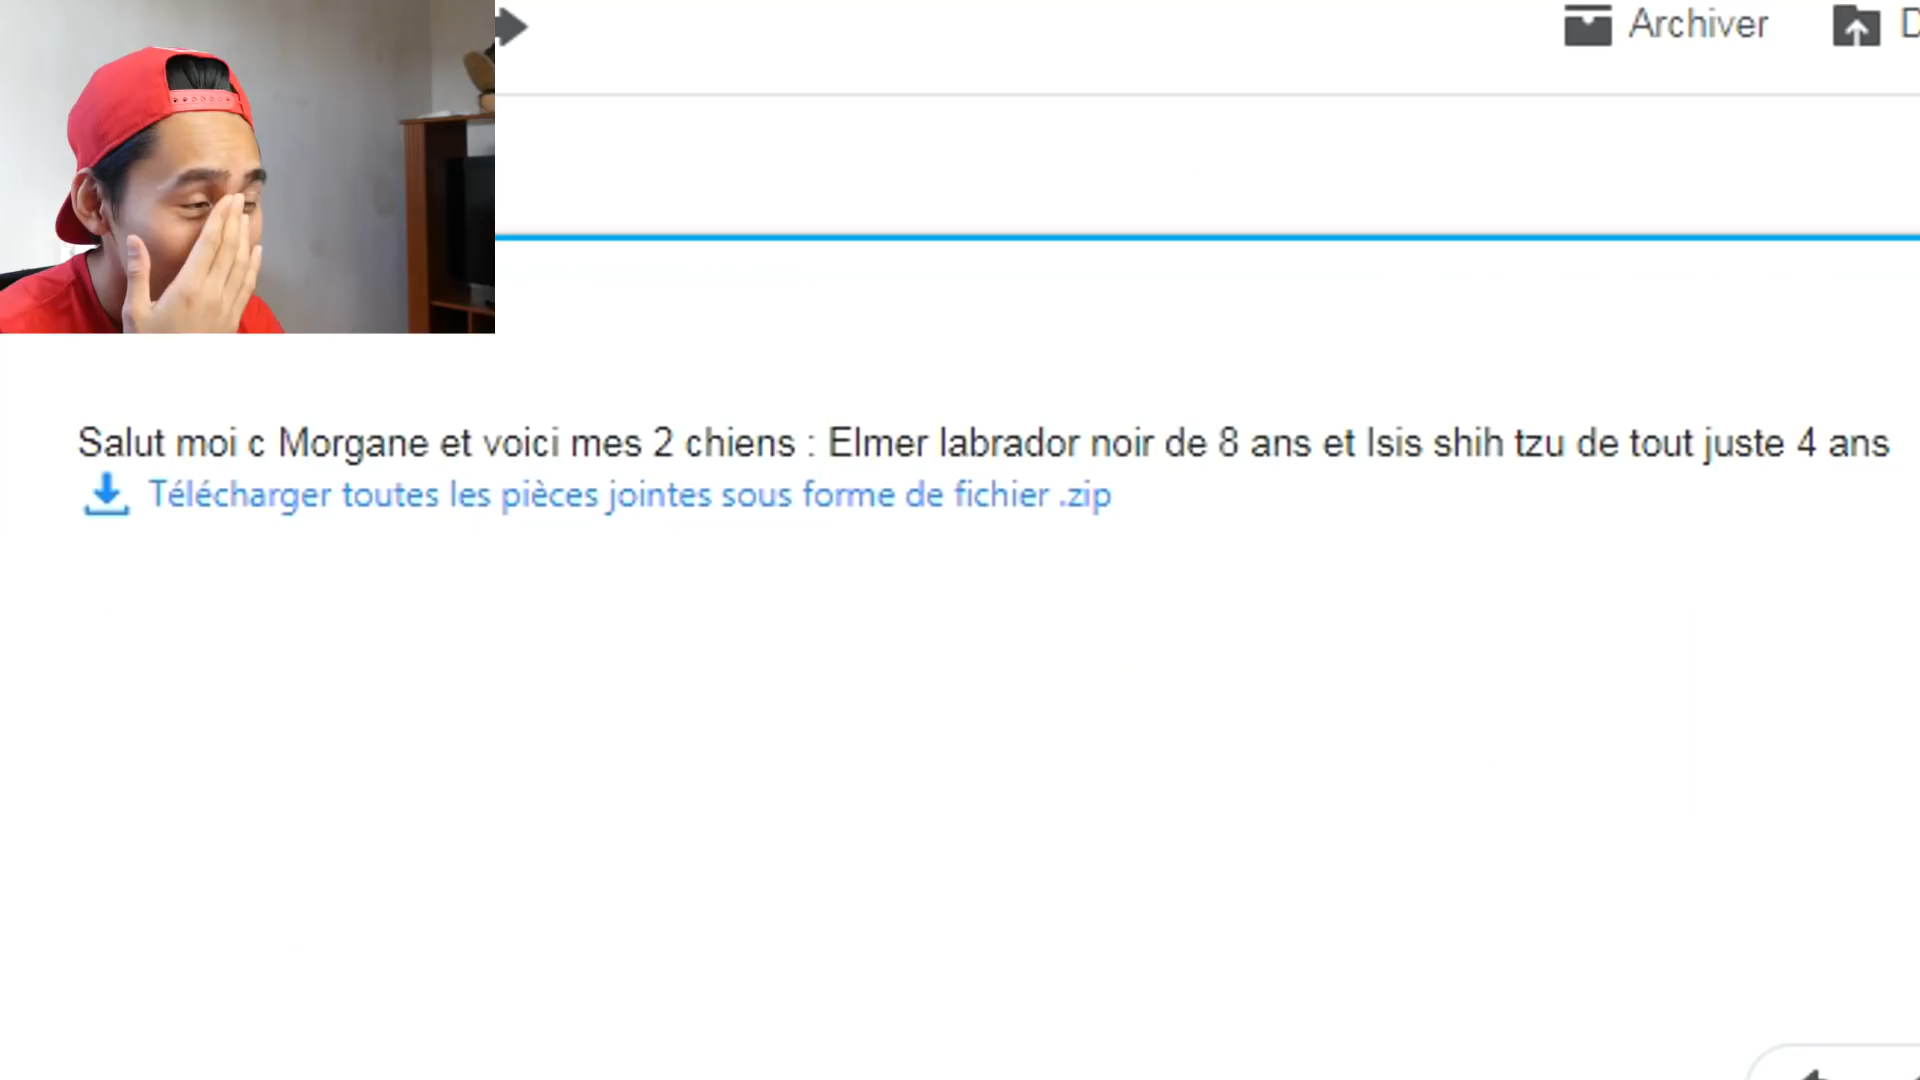 Archiver
Salut moi c Morgane et voici mes 2 chiens : Elmer labrador noir de 8 ans et Isis shih tzu de tout juste 4 ans
Télécharger toutes les pièces jointes sous forme de fichier .zip